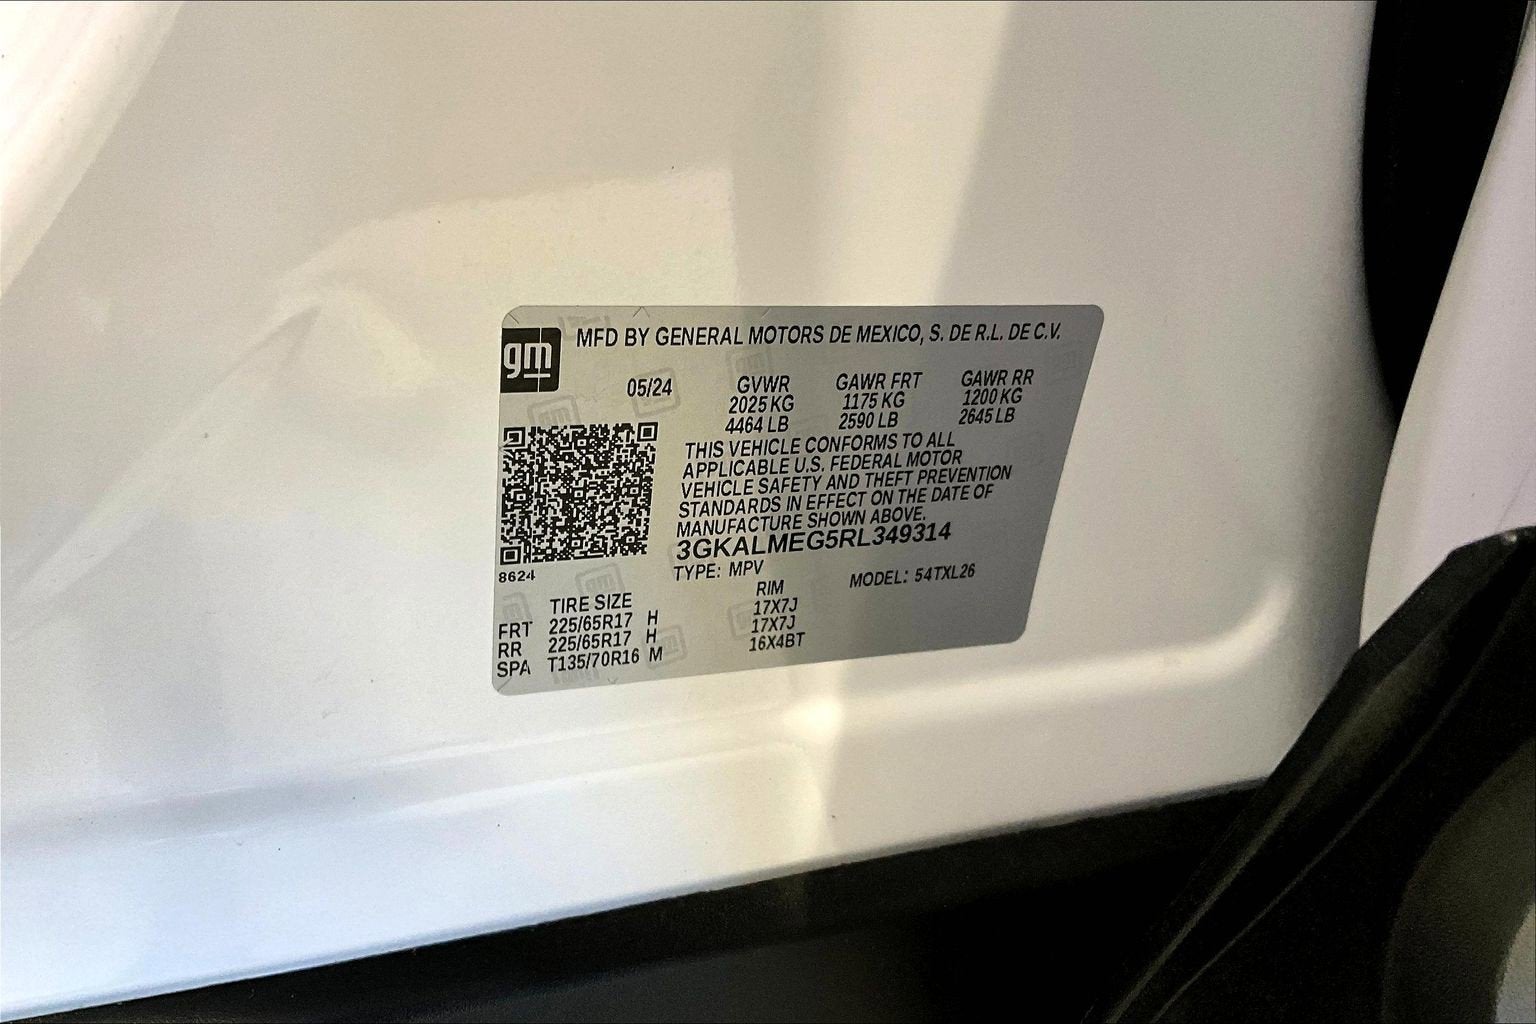 gm
MFD BY GENERAL MOTORS DE MEXICO, S. DE R.L. DE C.V.
05/24 GVWR GAWR FRT GAWR RR
2025 KG 1175 KG 1200 KG
4464 LB 2590 LB 2645 LB
THIS VEHICLE CONFORMS TO ALL
APPLICABLE U.S. FEDERAL MOTOR
VEHICLE SAFETY AND THEFT PREVENTION
STANDARDS IN EFFECT ON THE DATE OF
MANUFACTURE SHOWN ABOVE.
3GKALMEG5RL349314
8624 TYPE: MPV MODEL: 54TXL26
TIRE SIZE RIM
FRT 225/65R17 H 17X7J
RR 225/65R17 H 17X7J
SPA T135/70R16 M 16X4BT